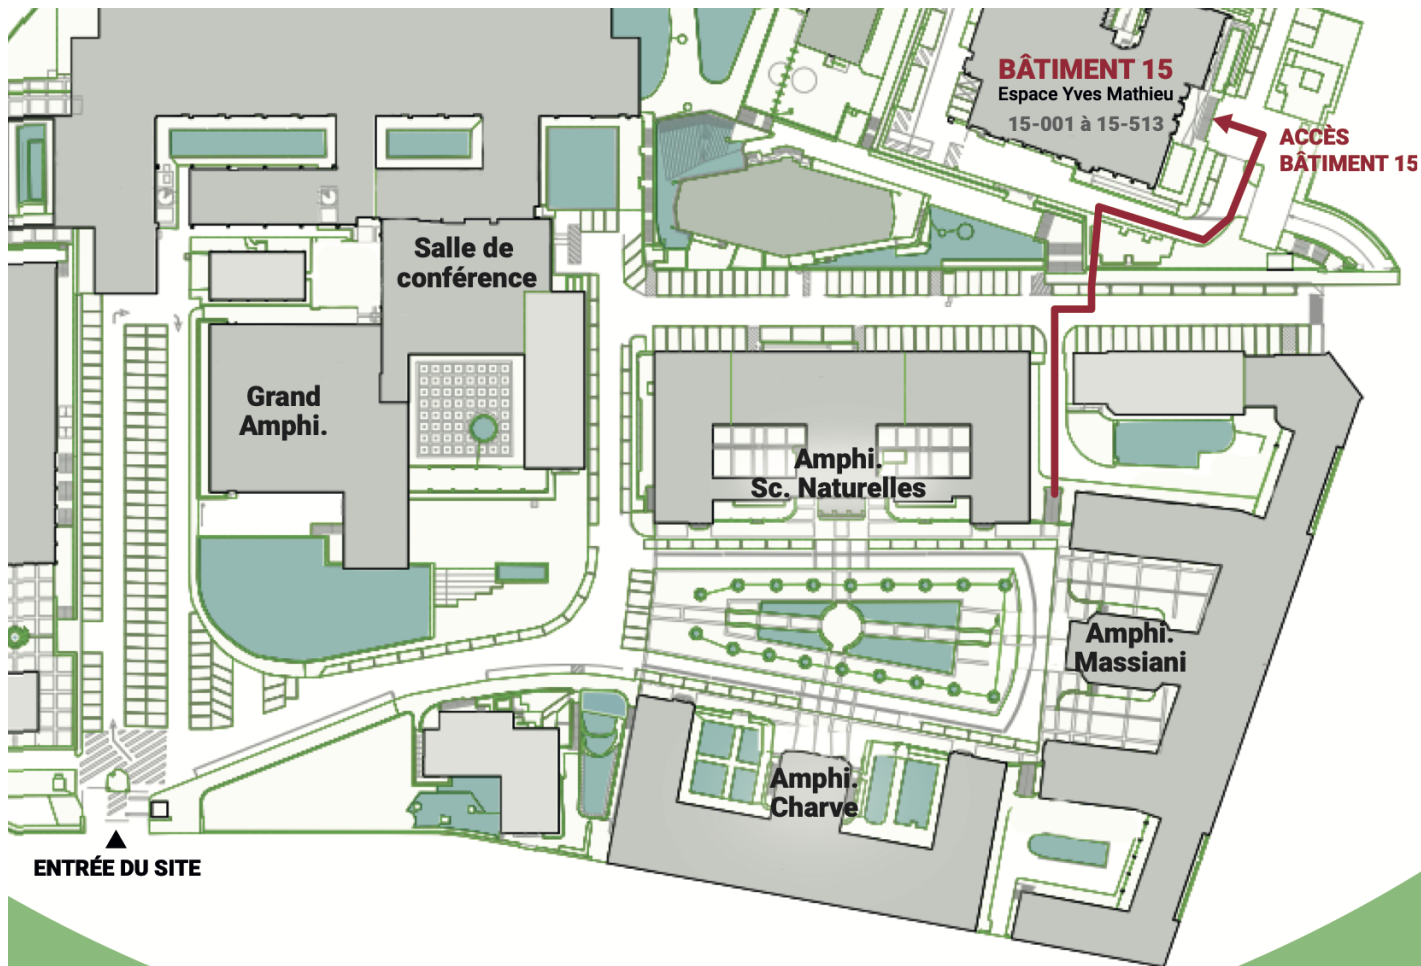 BÂTIMENT 15
Espace Yves Mathieu
15-001 à 15-513
ACCÈS
BÂTIMENT 15
Salle de
conférence
Grand
Amphi.
Amphi.
Sc. Naturelles
Amphi.
Massiani
Amphi.
Charve
ENTRÉE DU SITE